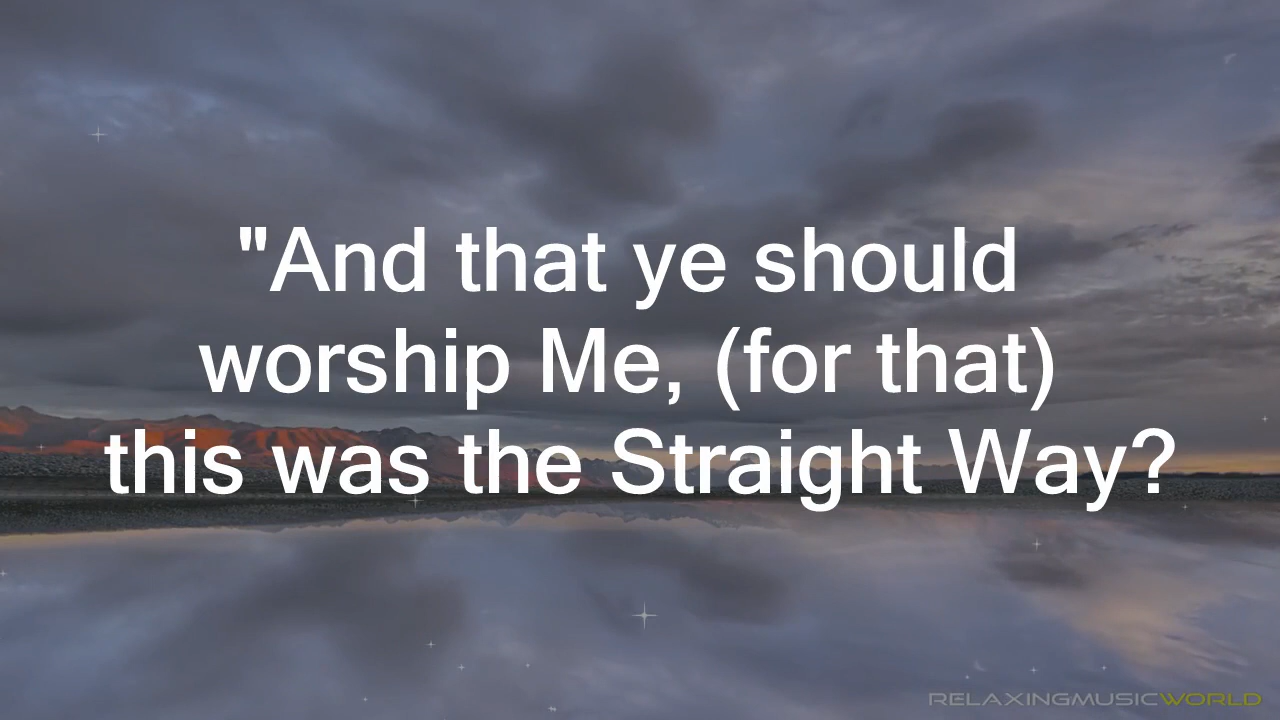 "And that ye should
worship Me, (for that)
this was the Straight Way?
RELAXINGMUSICWORLD